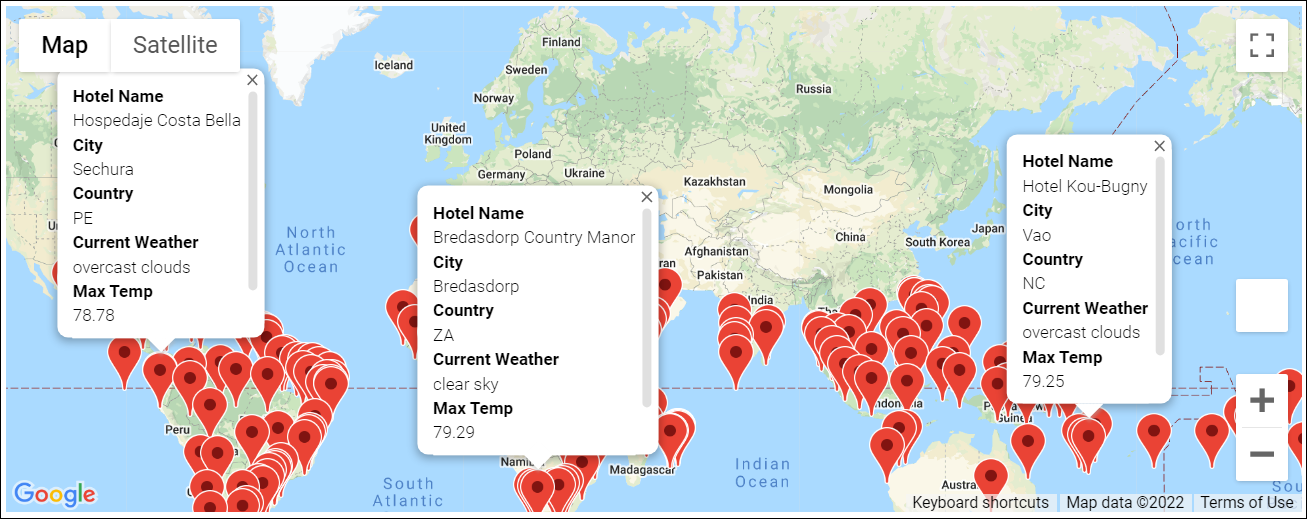 Map
Satellite
Hotel Name
Hospedaje Costa Bella
City
Sechura
Country
PE
Current Weather
overcast clouds
Max Temp
78.78
Hotel Name
Bredasdorp Country Manor
City
Bredasdorp
Country
ZA
Current Weather
clear sky
Max Temp
79.29
Hotel Name
Hotel Kou-Bugny
City
Vao
Country
NC
Current Weather
overcast clouds
Max Temp
79.25
Iceland
Finland
Sweden
Norway
Russia
United
Kingdom
Poland
Germany
Ukraine
Kazakhstan
Mongolia
North
Atlantic
Ocean
China
South Korea
Japan
Afghanistan
Pakistan
India
Peru
Madagascar
Indian
Ocean
South
Atlantic
Guinea
Google
Keyboard shortcuts
Map data ©2022
Terms of Use